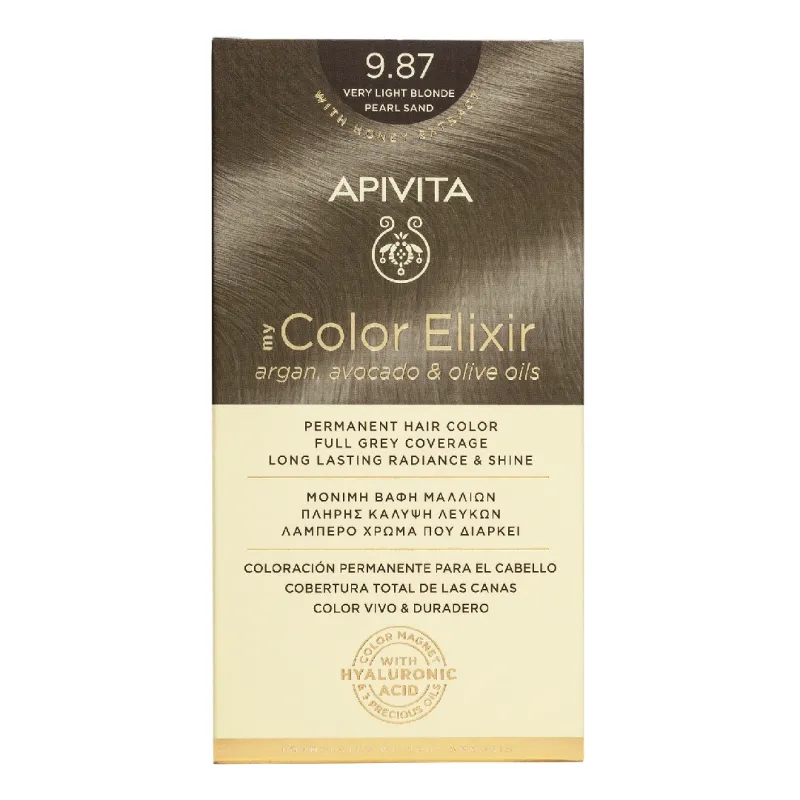 9.87
VERY LIGHT BLONDE
PEARL SAND
WITH HONEY EXTRACT
APIVITA
my Color Elixir
argan, avocado & olive oils
PERMANENT HAIR COLOR
FULL GREY COVERAGE
LONG LASTING RADIANCE & SHINE
ΜΟΝΙΜΗ ΒΑΦΗ ΜΑΛΛΙΩΝ
ΠΛΗΡΗΣ ΚΑΛΥΨΗ ΛΕΥΚΩΝ
ΛΑΜΠΕΡΟ ΧΡΩΜΑ ΠΟΥ ΔΙΑΡΚΕΙ
COLORACIÓN PERMANENTE PARA EL CABELLO
COBERTURA TOTAL DE LAS CANAS
COLOR VIVO & DURADERO
COLOR MAGNET
WITH
HYALURONIC
ACID
& 3 PRECIOUS OILS